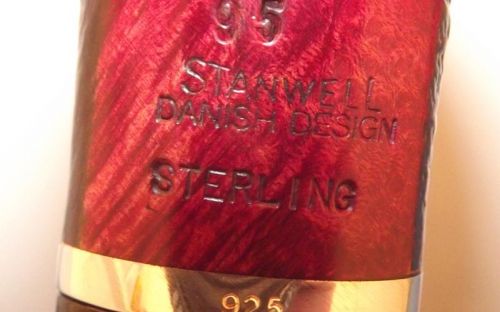 95
STANWELL
DANISH DESIGN
STERLING
925